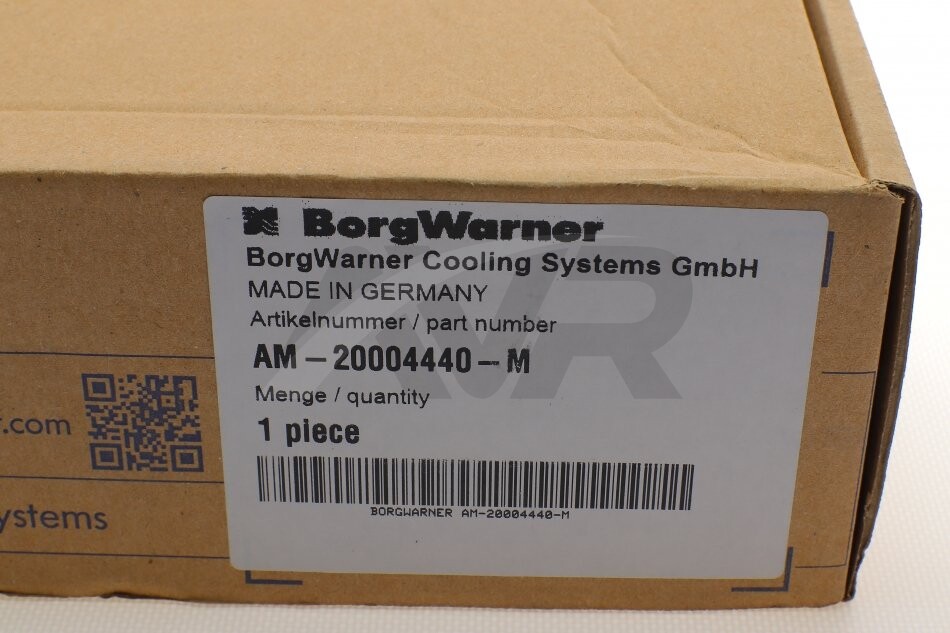 BorgWarner
BorgWarner Cooling Systems GmbH
MADE IN GERMANY
Artikelnummer / part number
AM-20004440-M
Menge / quantity
1 piece
BORGWARNER AM-20004440-M
r.com
ystems
NR